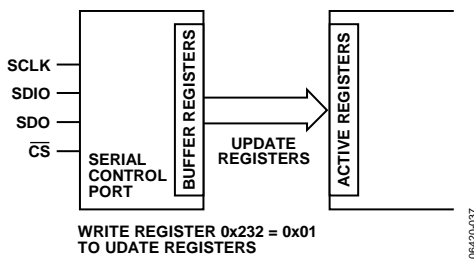 SCLK
SDIO
SDO
CS
SERIAL
CONTROL
PORT
BUFFER REGISTERS
UPDATE
REGISTERS
ACTIVE REGISTERS
WRITE REGISTER 0x232 = 0x01
TO UDATE REGISTERS
06420-037